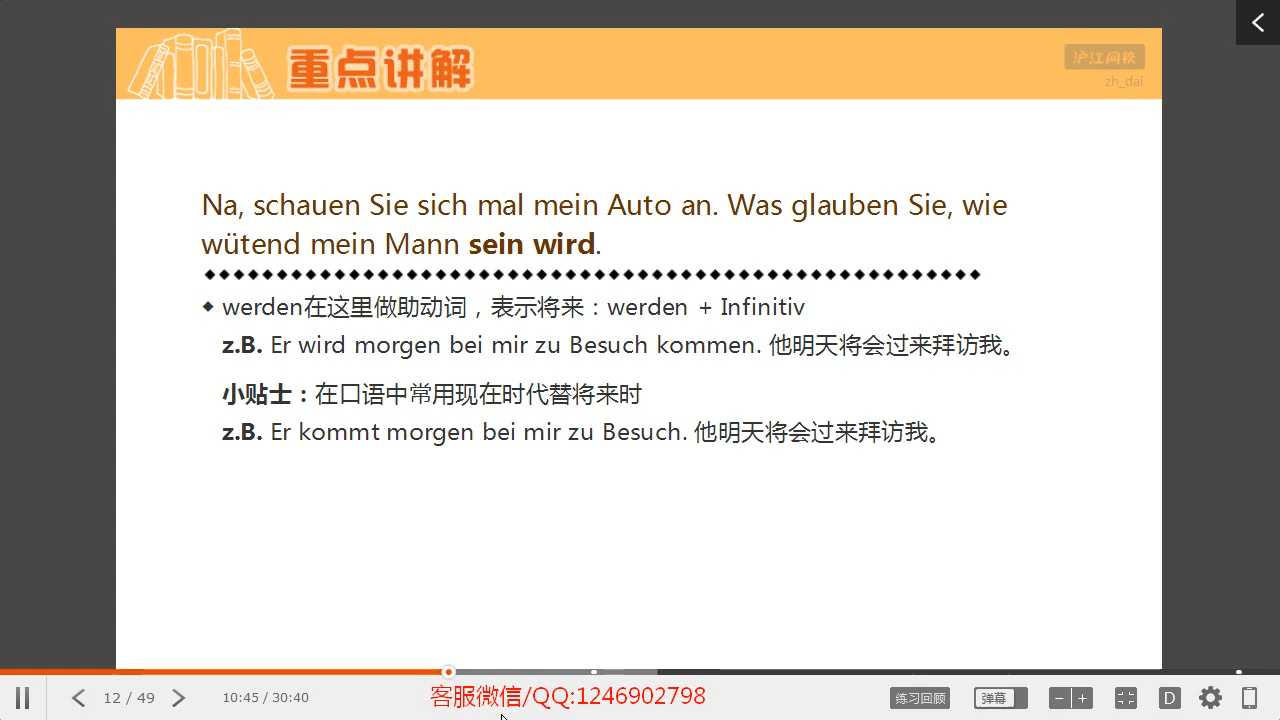 重点讲解
沪江网校
zh_dai
Na, schauen Sie sich mal mein Auto an. Was glauben Sie, wie
wütend mein Mann sein wird.
werden在这里做助动词，表示将来：werden + Infinitiv
z.B. Er wird morgen bei mir zu Besuch kommen. 他明天将会过来拜访我。
小贴士：在口语中常用现在时代替将来时
z.B. Er kommt morgen bei mir zu Besuch. 他明天将会过来拜访我。
12 / 49
10:45 / 30:40
客服微信/QQ:1246902798
练习回顾
弹幕
D